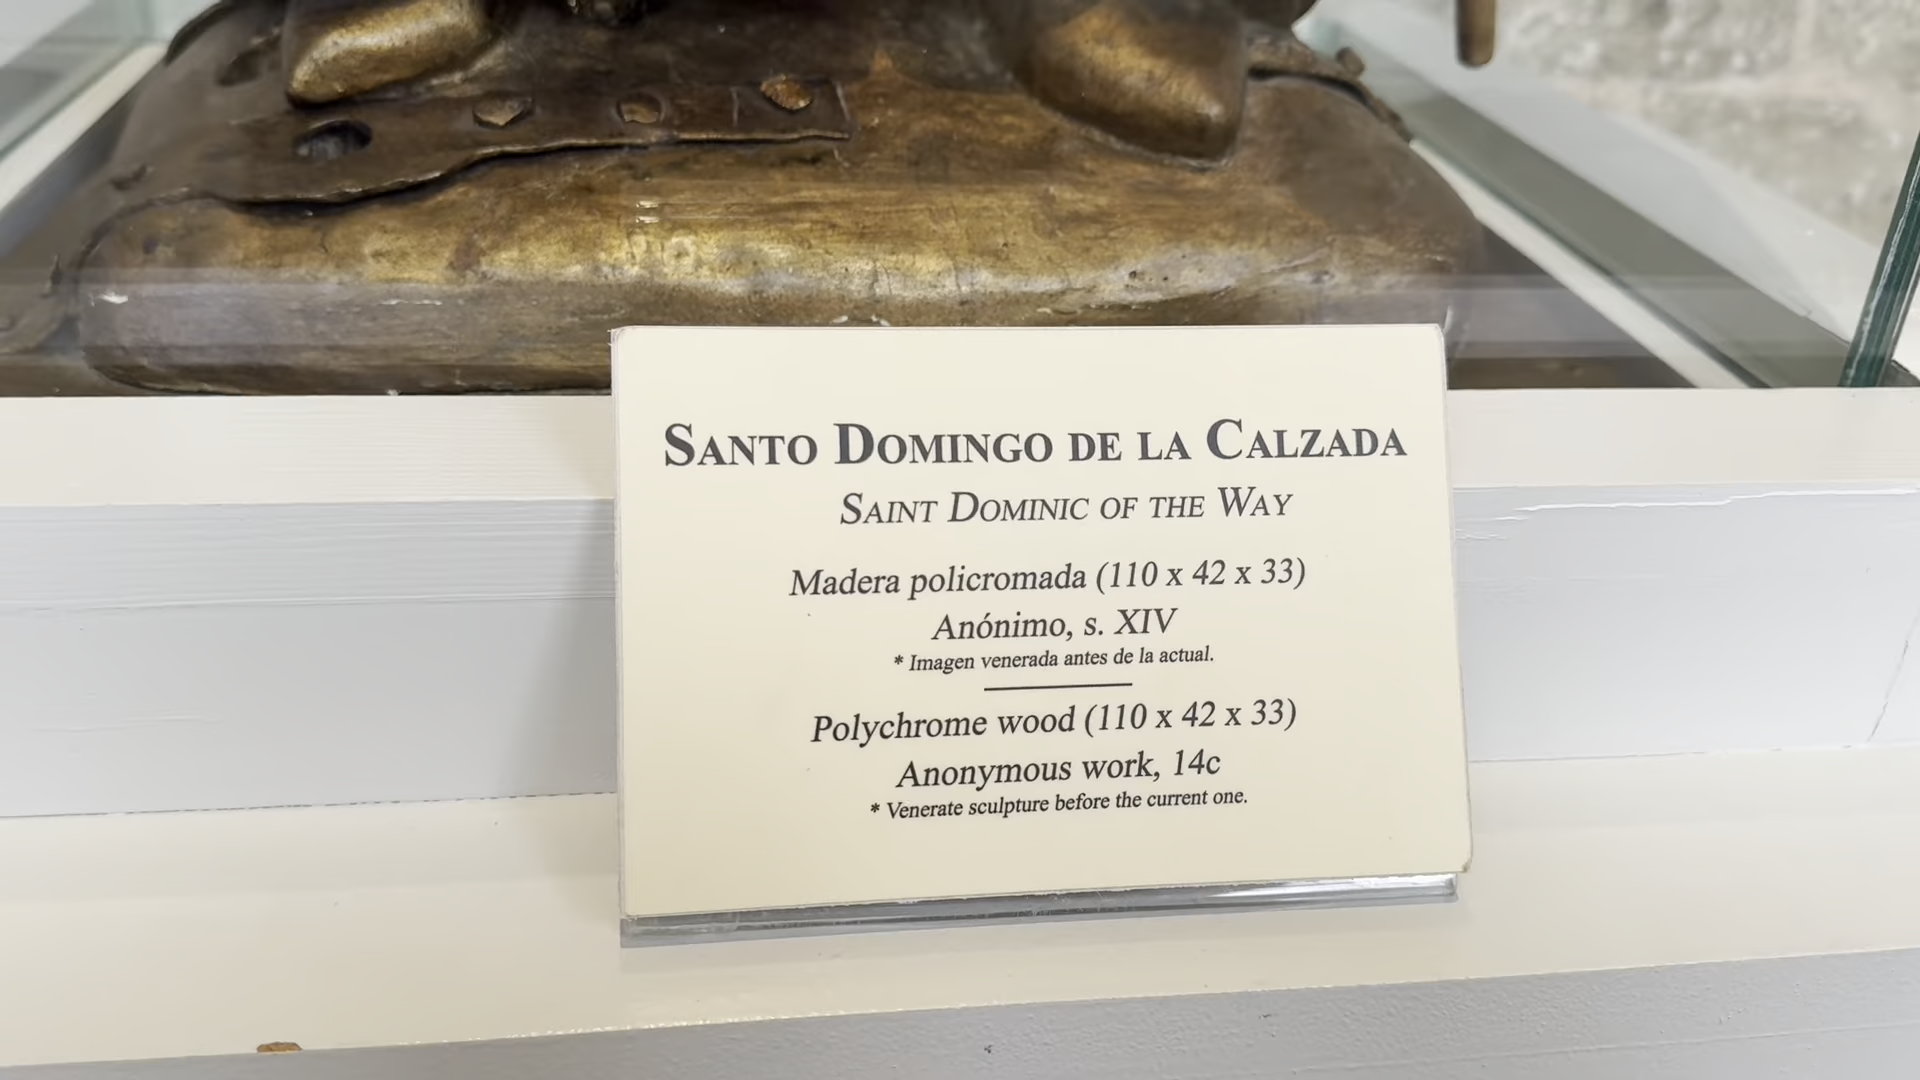 SANTO DOMINGO DE LA CALZADA
SAINT DOMINIC OF THE WAY
Madera policromada (110 x 42 x 33)
Anónimo, s. XIV
* Imagen venerada antes de la actual.
Polychrome wood (110 x 42 x 33)
Anonymous work, 14c
* Venerate sculpture before the current one.